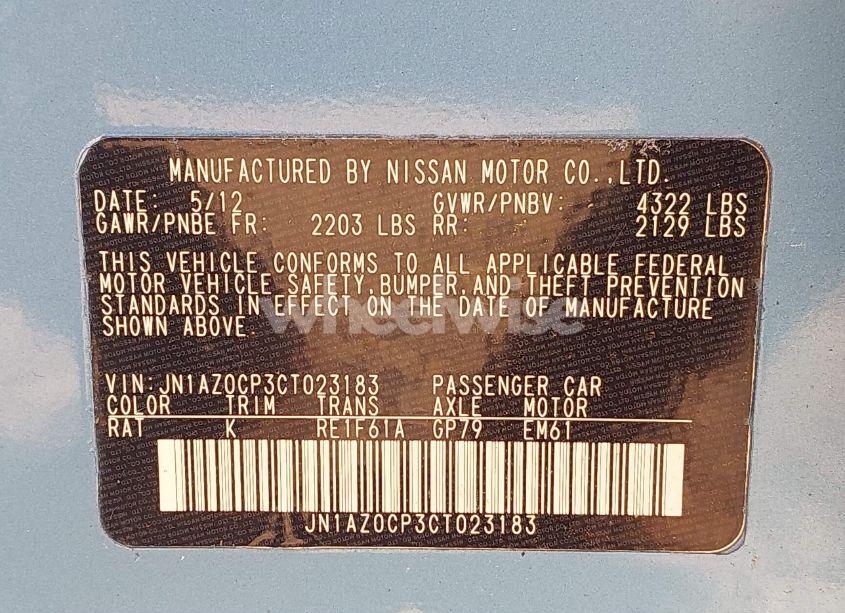 MANUFACTURED BY NISSAN MOTOR CO.,LTD.
DATE: 5/12 GVWR/PNBV: 4322 LBS
GAWR/PNBE FR: 2203 LBS RR: 2129 LBS
THIS VEHICLE CONFORMS TO ALL APPLICABLE FEDERAL
MOTOR VEHICLE SAFETY,BUMPER,AND THEFT PREVENTION
STANDARDS IN EFFECT ON THE DATE OF MANUFACTURE
SHOWN ABOVE.
wheelwise
VIN:JN1AZ0CP3CT023183 PASSENGER CAR
COLOR TRIM TRANS AXLE MOTOR
RAT K RE1F61A GP79 EM61
JN1AZ0CP3CT023183